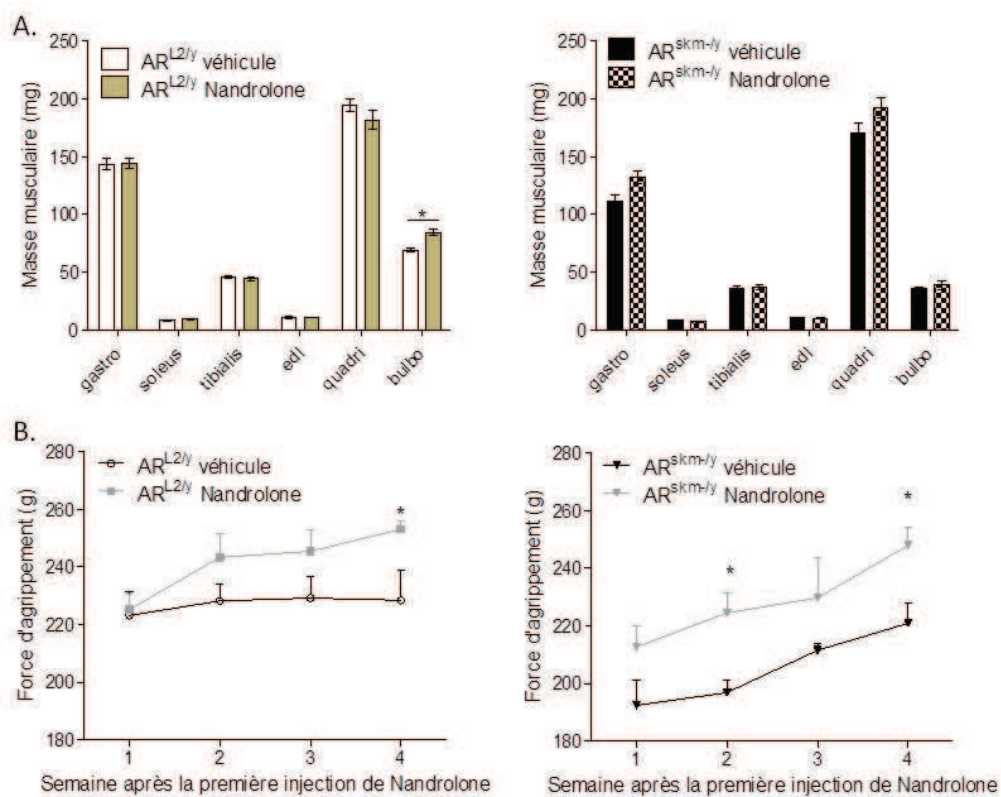 A.
Masse musculaire (mg)
250
200
150
100
50
0
AR^L2/y véhicule
AR^L2/y Nandrolone
*
gastro
soleus
tibialis
edl
quadri
bulbo
Masse musculaire (mg)
250
200
150
100
50
0
AR^skm-/y véhicule
AR^skm-/y Nandrolone
gastro
soleus
tibialis
edl
quadri
bulbo
B.
Force d'agrippement (g)
280
260
240
220
200
180
AR^L2/y véhicule
AR^L2/y Nandrolone
*
1 2 3 4
Semaine après la première injection de Nandrolone
Force d'agrippement (g)
280
260
240
220
200
180
AR^skm-/y véhicule
AR^skm-/y Nandrolone
*
*
1 2 3 4
Semaine après la première injection de Nandrolone